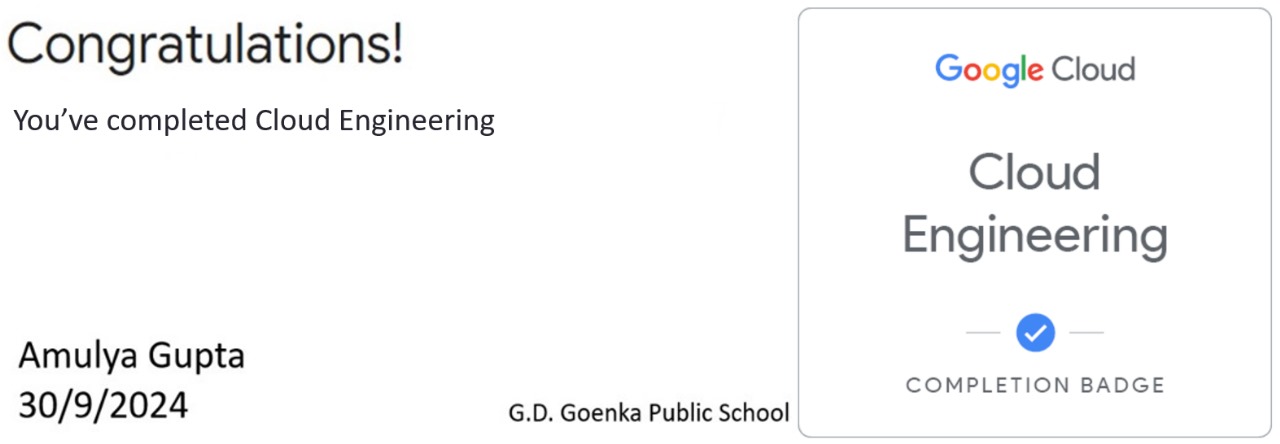 Congratulations!
You’ve completed Cloud Engineering
Amulya Gupta
30/9/2024
G.D. Goenka Public School
Google Cloud
Cloud
Engineering
COMPLETION BADGE